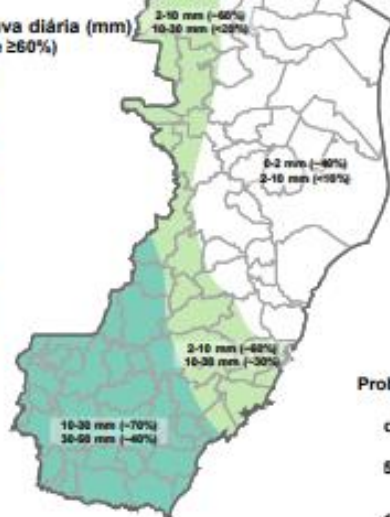 uva diária (mm)
e ≥60%)
2-10 mm (~60%)
10-30 mm (<20%)
0-2 mm (~40%)
2-10 mm (<10%)
2-10 mm (~60%)
10-30 mm (~30%)
10-30 mm (~70%)
30-50 mm (~40%)
Prol